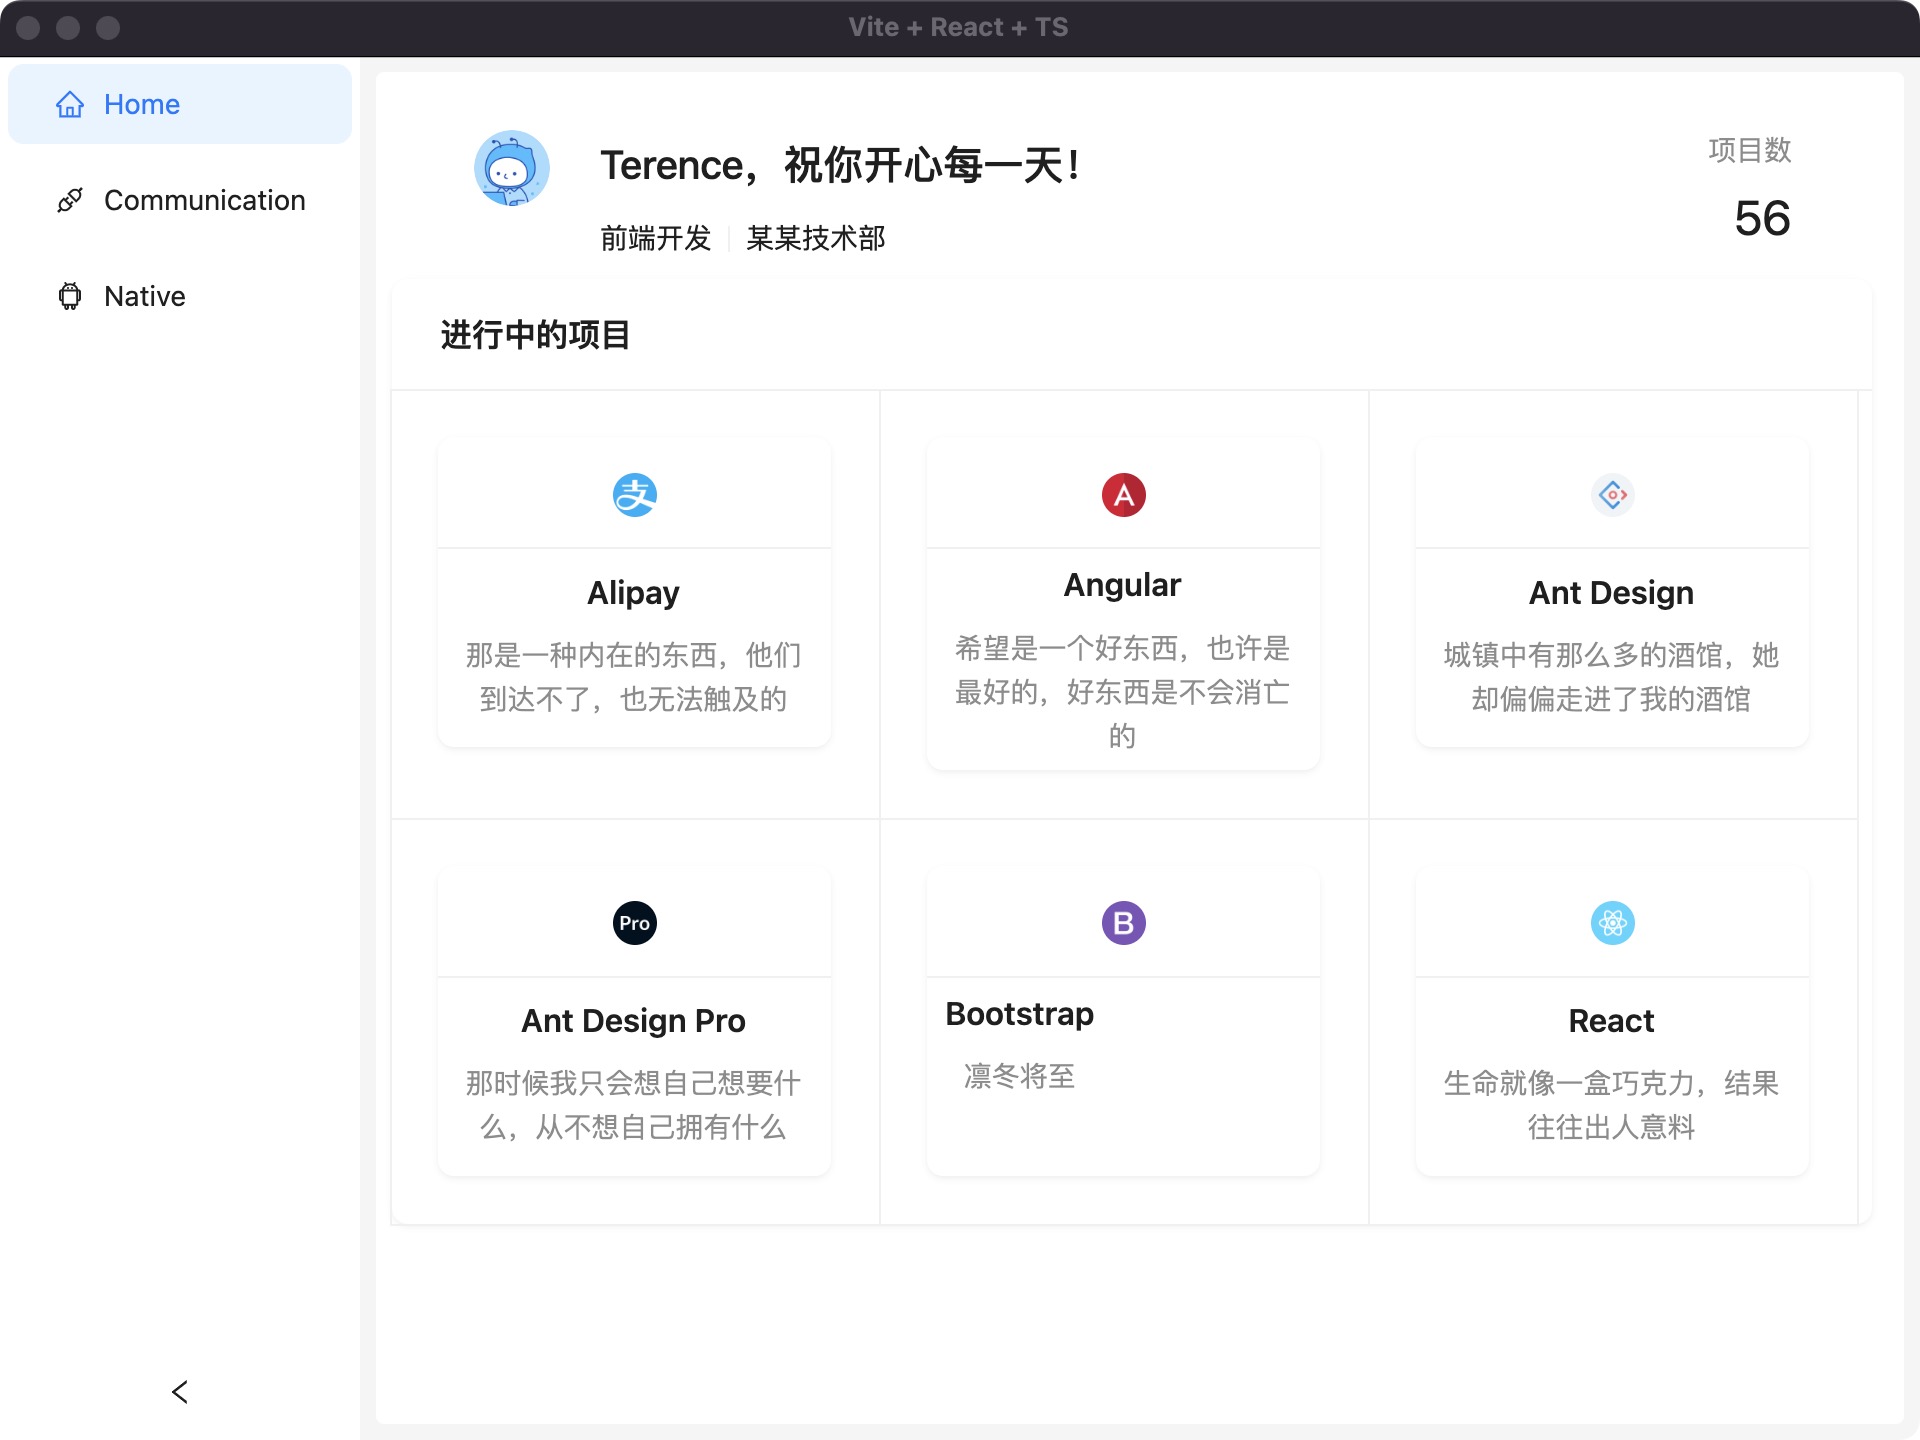 Vite + React + TS
Home
Communication
Native
Terence，祝你开心每一天！
前端开发 某某技术部
项目数
56
进行中的项目
支
Alipay
那是一种内在的东西，他们
到达不了，也无法触及的
A
Angular
希望是一个好东西，也许是
最好的，好东西是不会消亡
的
Ant Design
城镇中有那么多的酒馆，她
却偏偏走进了我的酒馆
Pro
Ant Design Pro
那时候我只会想自己想要什
么，从不想自己拥有什么
B
Bootstrap
凛冬将至
React
生命就像一盒巧克力，结果
往往出人意料